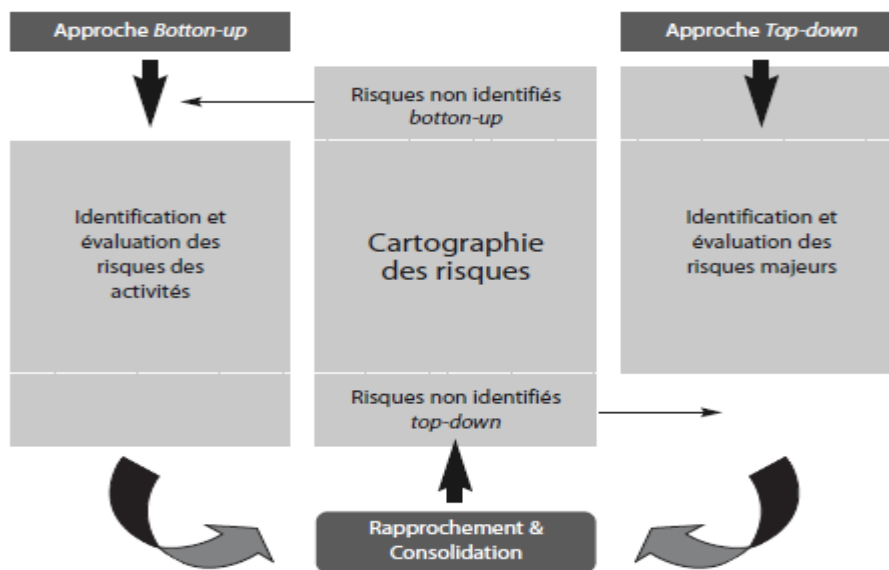 Approche Botton-up
Approche Top-down
Risques non identifiés
botton-up
Identification et
évaluation des
risques des
activités
Cartographie
des risques
Identification et
évaluation des
risques majeurs
Risques non identifiés
top-down
Rapprochement &
Consolidation